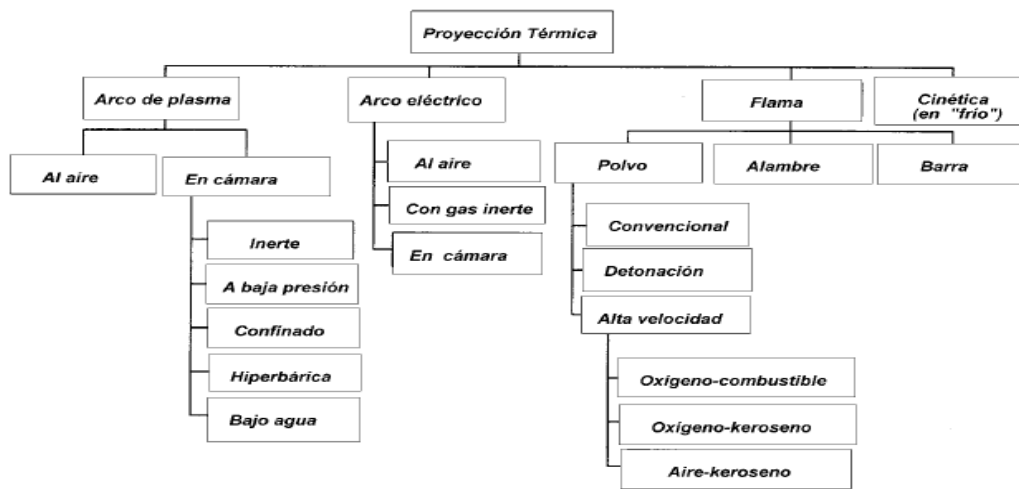 Proyección Térmica
Arco de plasma
Arco eléctrico
Flama
Cinética
(en "frío")
Al aire
En cámara
Inerte
A baja presión
Confinado
Hiperbárica
Bajo agua
Al aire
Con gas inerte
En cámara
Polvo
Alambre
Barra
Convencional
Detonación
Alta velocidad
Oxígeno-combustible
Oxígeno-keroseno
Aire-keroseno